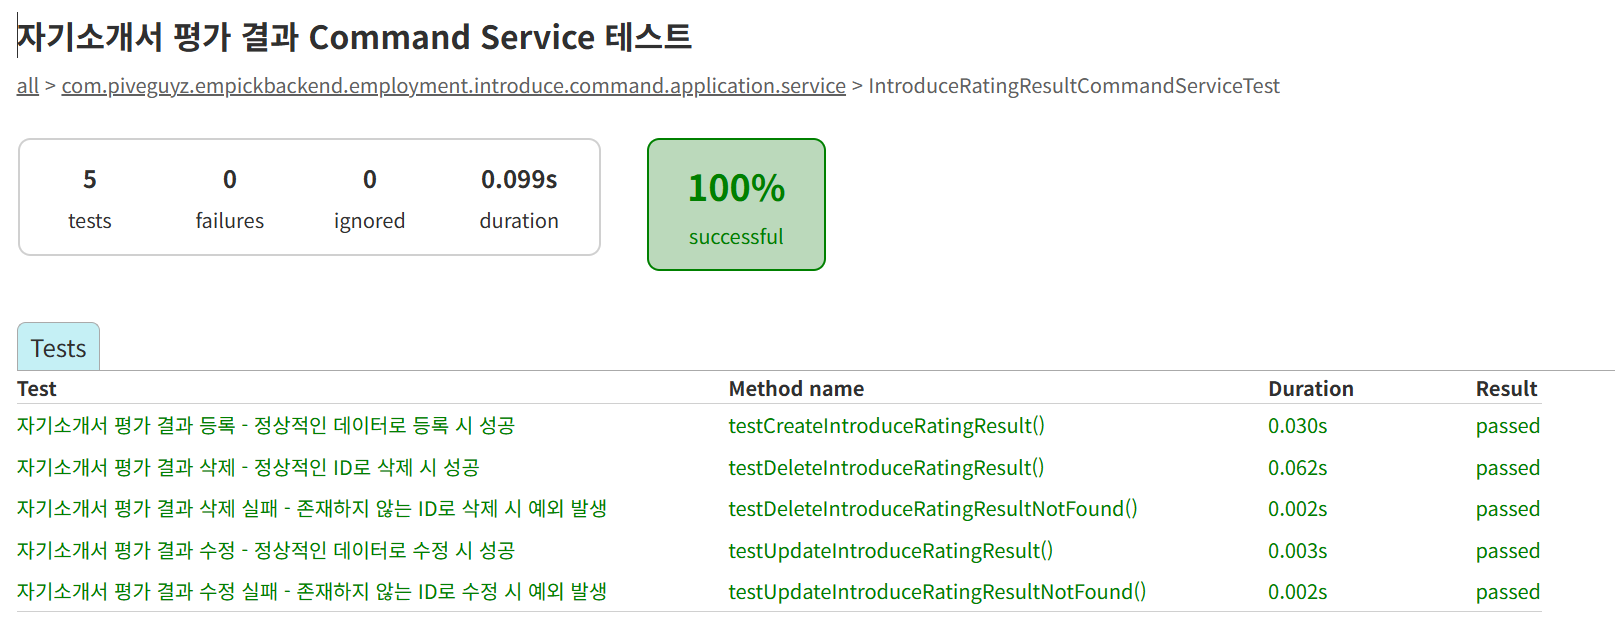 자기소개서 평가 결과 Command Service 테스트
all > com.piveguyz.empickbackend.employment.introduce.command.application.service > IntroduceRatingResultCommandServiceTest
5 0 0 0.099s
tests failures ignored duration
100%
successful
Tests
Test Method name Duration Result
자기소개서 평가 결과 등록 - 정상적인 데이터로 등록 시 성공 testCreateIntroduceRatingResult() 0.030s passed
자기소개서 평가 결과 삭제 - 정상적인 ID로 삭제 시 성공 testDeleteIntroduceRatingResult() 0.062s passed
자기소개서 평가 결과 삭제 실패 - 존재하지 않는 ID로 삭제 시 예외 발생 testDeleteIntroduceRatingResultNotFound() 0.002s passed
자기소개서 평가 결과 수정 - 정상적인 데이터로 수정 시 성공 testUpdateIntroduceRatingResult() 0.003s passed
자기소개서 평가 결과 수정 실패 - 존재하지 않는 ID로 수정 시 예외 발생 testUpdateIntroduceRatingResultNotFound() 0.002s passed